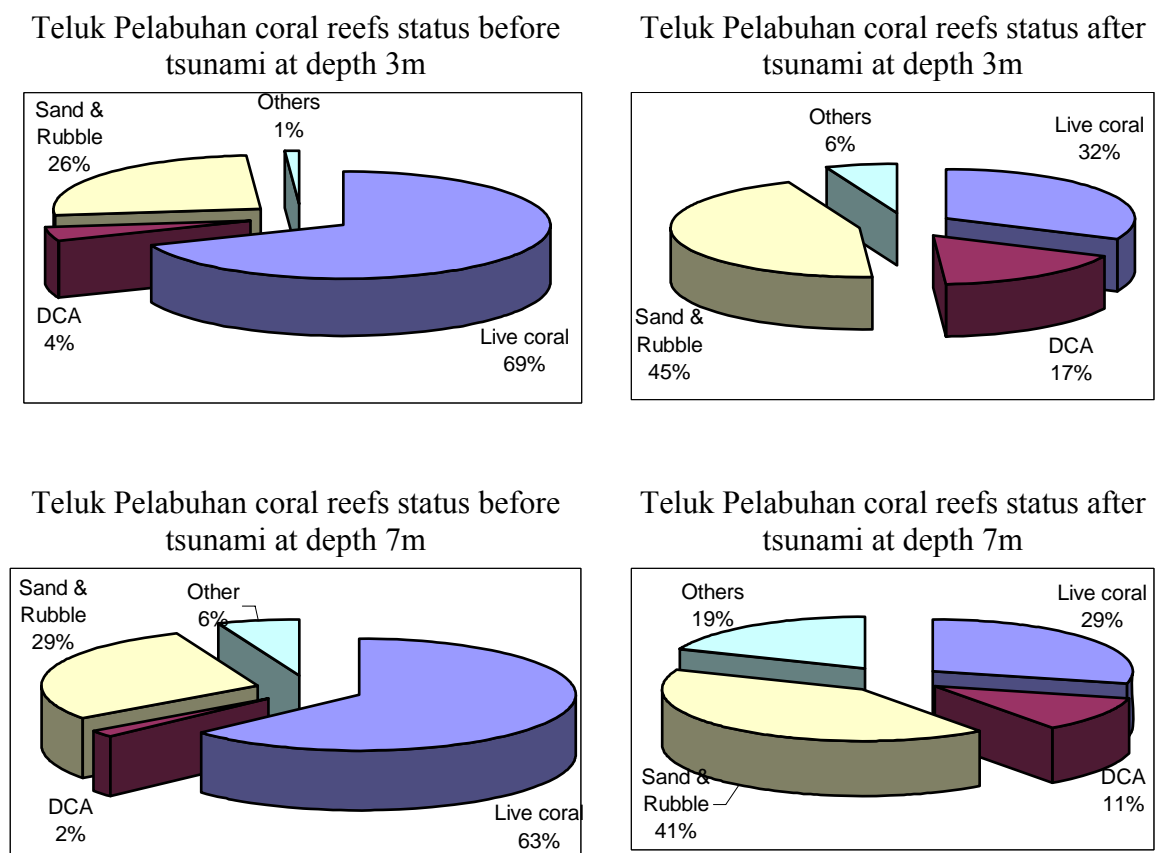 Teluk Pelabuhan coral reefs status before
tsunami at depth 3m
Sand &
Rubble
26%
Others
1%
DCA
4%
Live coral
69%
Teluk Pelabuhan coral reefs status after
tsunami at depth 3m
Others
6%
Live coral
32%
Sand &
Rubble
45%
DCA
17%
Teluk Pelabuhan coral reefs status before
tsunami at depth 7m
Sand &
Rubble
29%
Other
6%
DCA
2%
Live coral
63%
Teluk Pelabuhan coral reefs status after
tsunami at depth 7m
Others
19%
Live coral
29%
Sand &
Rubble
41%
DCA
11%